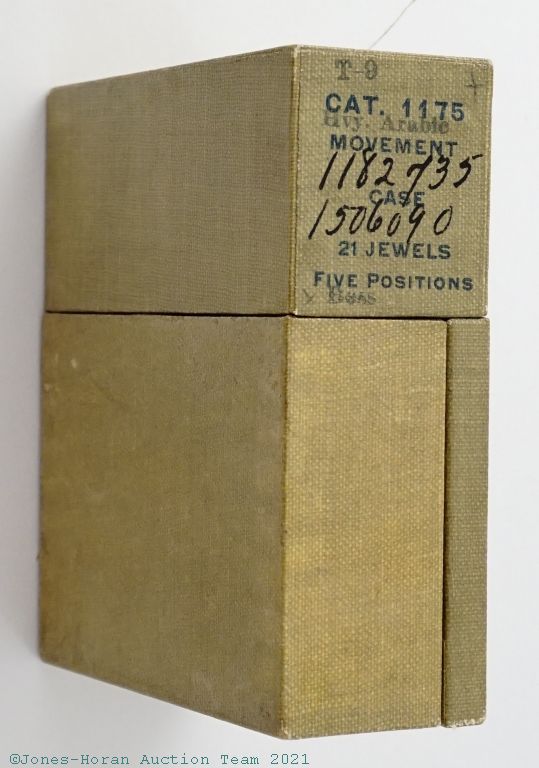 T-9
CAT. 1175
Hvy. Arabic
MOVEMENT
1182735
CASE
1506090
21 JEWELS
FIVE POSITIONS
©Jones-Horan Auction Team 2021